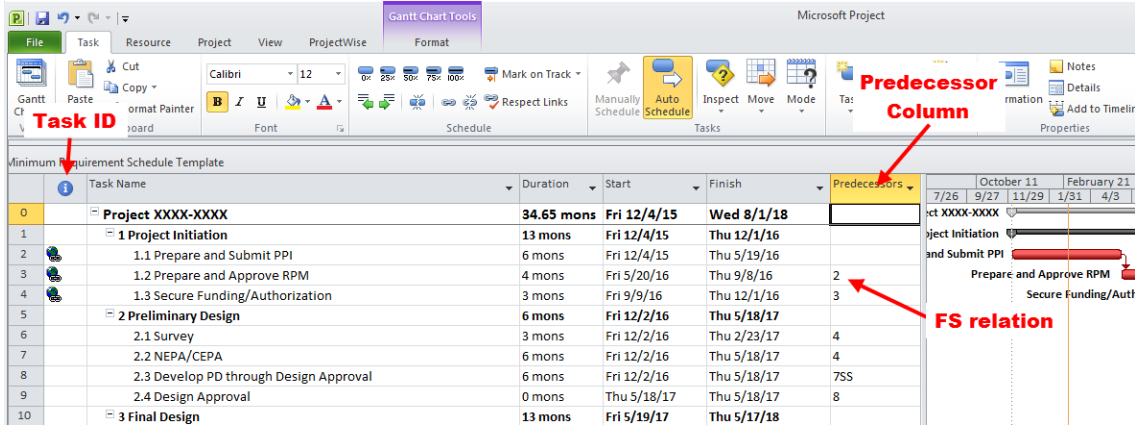 Gantt Chart Tools
Microsoft Project
File Task Resource Project View ProjectWise Format
Cut
Copy
Format Painter
Paste
Gantt
Calibri 12
B I U A
0% 25% 50% 75% 100%
Mark on Track
Respect Links
Manually Schedule
Auto Schedule
Inspect Move Mode
Notes
Details
Add to Timelin
Font Schedule Tasks Properties
Task ID
Predecessor
Column
Minimum Requirement Schedule Template
Task Name Duration Start Finish Predecessors
October 11 February 21
7/26 9/27 11/29 1/31 4/3
0 Project XXXX-XXXX 34.65 mons Fri 12/4/15 Wed 8/1/18 ect XXXX-XXXX
1 1 Project Initiation 13 mons Fri 12/4/15 Thu 12/1/16 oject Initiation
2 1.1 Prepare and Submit PPI 6 mons Fri 12/4/15 Thu 5/19/16 and Submit PPI
3 1.2 Prepare and Approve RPM 4 mons Fri 5/20/16 Thu 9/8/16 2 Prepare and Approve RPM
4 1.3 Secure Funding/Authorization 3 mons Fri 9/9/16 Thu 12/1/16 3 Secure Funding/Auth
5 2 Preliminary Design 6 mons Fri 12/2/16 Thu 5/18/17
FS relation
6 2.1 Survey 3 mons Fri 12/2/16 Thu 2/23/17 4
7 2.2 NEPA/CEPA 6 mons Fri 12/2/16 Thu 5/18/17 4
8 2.3 Develop PD through Design Approval 6 mons Fri 12/2/16 Thu 5/18/17 7SS
9 2.4 Design Approval 0 mons Thu 5/18/17 Thu 5/18/17 8
10 3 Final Design 13 mons Fri 5/19/17 Thu 5/17/18